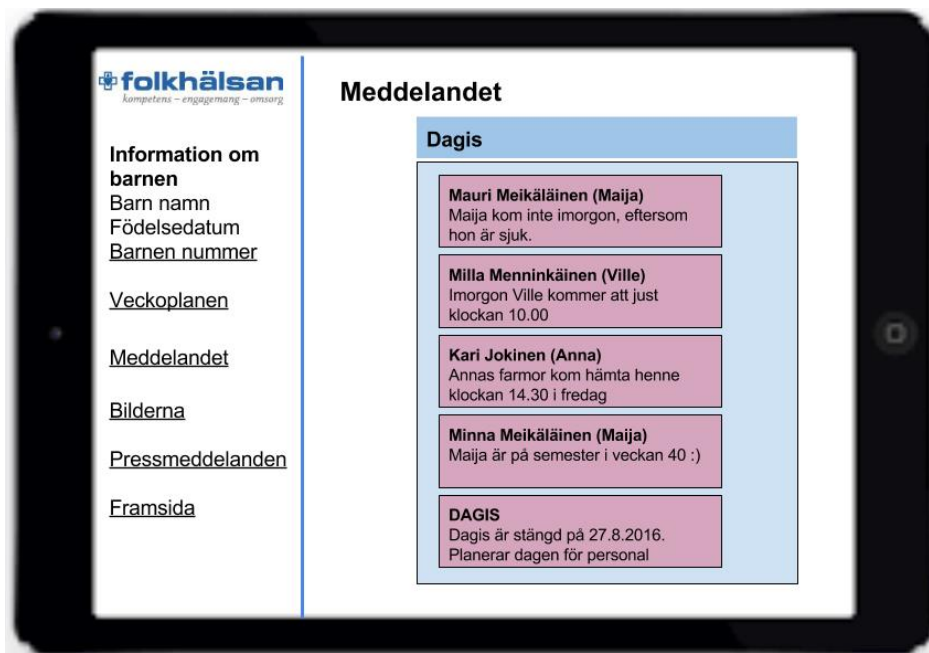 folkhälsan
kompetens – engagemang – omsorg
Information om
barnen
Barn namn
Födelsedatum
Barnen nummer
Veckoplanen
Meddelandet
Bilderna
Pressmeddelanden
Framsida
Meddelandet
Dagis
Mauri Meikäläinen (Maija)
Maija kom inte imorgon, eftersom
hon är sjuk.
Milla Menninkäinen (Ville)
Imorgon Ville kommer att just
klockan 10.00
Kari Jokinen (Anna)
Annas farmor kom hämta henne
klockan 14.30 i fredag
Minna Meikäläinen (Maija)
Maija är på semester i veckan 40 :)
DAGIS
Dagis är stängd på 27.8.2016.
Planerar dagen för personal